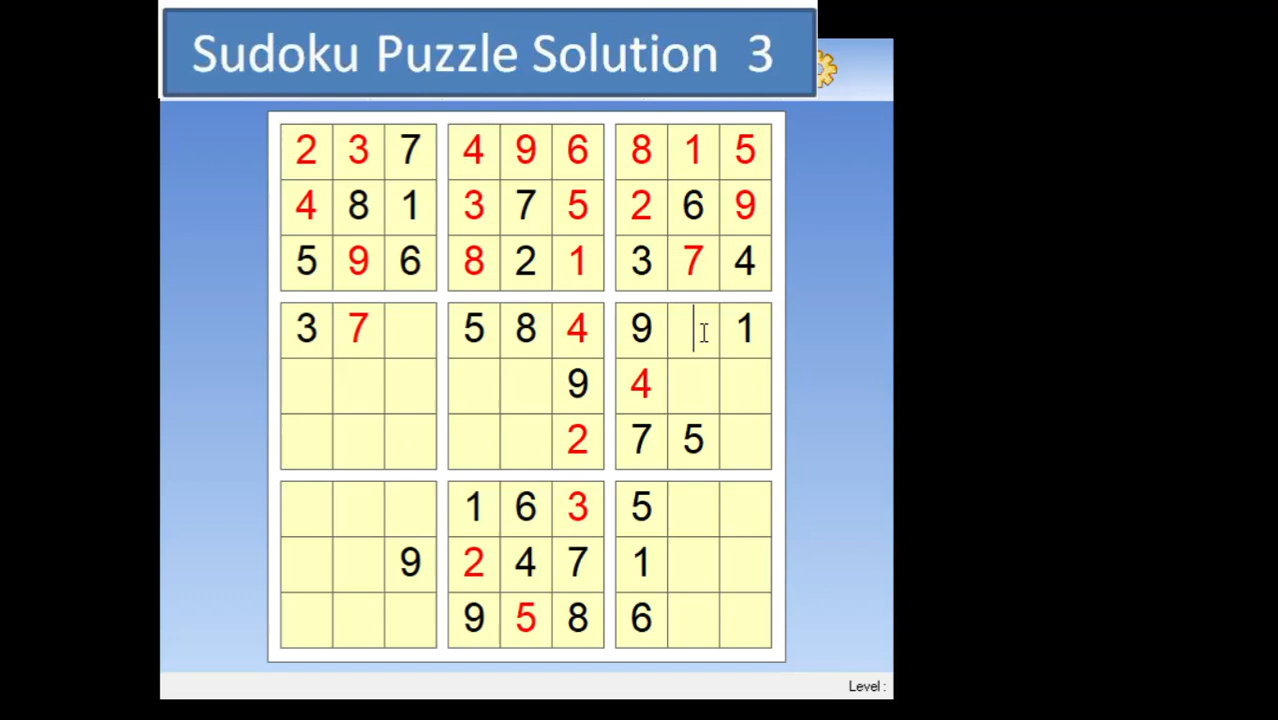 Sudoku Puzzle Solution 3
2 3 7 4 9 6 8 1 5
4 8 1 3 7 5 2 6 9
5 9 6 8 2 1 3 7 4
3 7 5 8 4 9 1
9 4
2 7 5
1 6 3 5
9 2 4 7 1
9 5 8 6
Level :